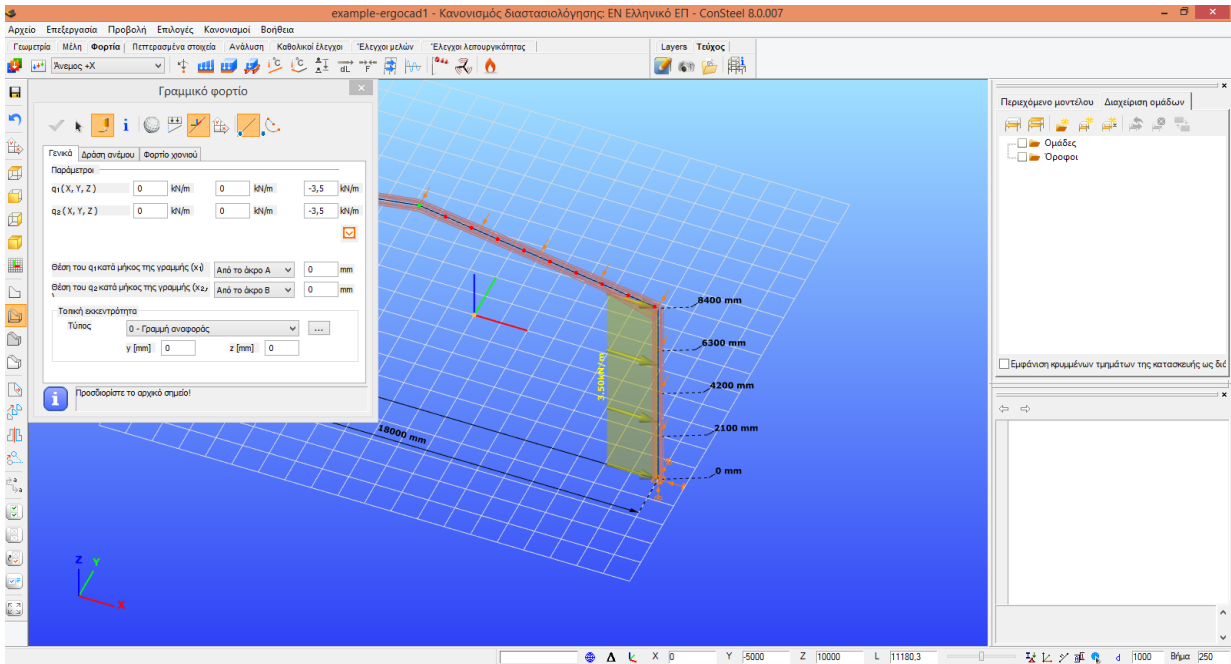 example-ergocad1 - Κανονισμός διαστασιολόγησης: EN Ελληνικό ΕΠ - ConSteel 8.0.007
Αρχείο Επεξεργασία Προβολή Επιλογές Κανονισμοί Βοήθεια
Γεωμετρία Μέλη Φορτία Πεπερασμένα στοιχεία Ανάλυση Καθολικοί έλεγχοι Έλεγχοι μελών Έλεγχοι λειτουργικότητας Layers Τεύχος
Άνεμος +X
Γραμμικό φορτίο
Γενικά Δράση ανέμου Φορτίο χιονιού
Παράμετροι
q1(X, Y, Z) 0 kN/m 0 kN/m -3,5 kN/m
q2(X, Y, Z) 0 kN/m 0 kN/m -3,5 kN/m
Θέση του q1 κατά μήκος της γραμμής (x1) Από το άκρο A 0 mm
Θέση του q2 κατά μήκος της γραμμής (x2, Από το άκρο B 0 mm
)
Τοπική εκκεντρότητα
Τύπος 0 - Γραμμή αναφοράς ...
y [mm] 0 z [mm] 0
Προσδιορίστε το αρχικό σημείο!
8400 mm
6300 mm
4200 mm
2100 mm
0 mm
3.50kN/m
18000 mm
Z Y
X
Περιεχόμενο μοντέλου Διαχείριση ομάδων
Ομάδες
Όροφοι
Εμφάνιση κρυμμένων τμημάτων της κατασκευής ως διά
X 0 Y -5000 Z 10000 L 11180,3 d 1000 Βήμα 250